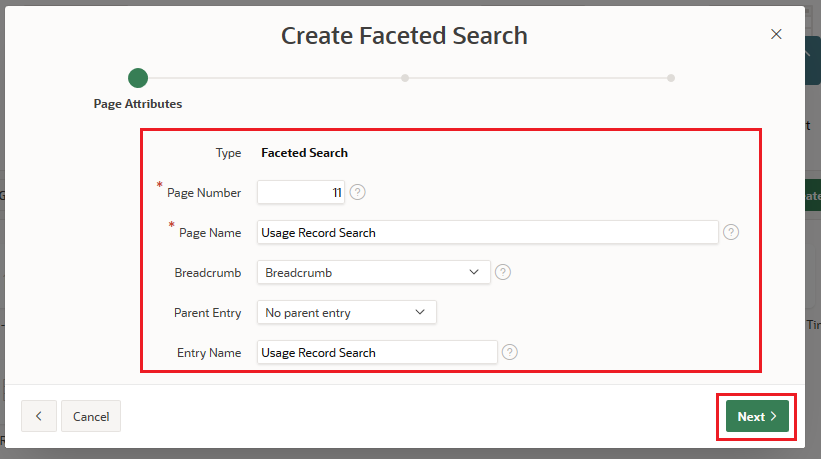 Create Faceted Search
Page Attributes
Type Faceted Search
* Page Number 11 ?
* Page Name Usage Record Search ?
Breadcrumb Breadcrumb ?
Parent Entry No parent entry
Entry Name Usage Record Search ?
Cancel Next